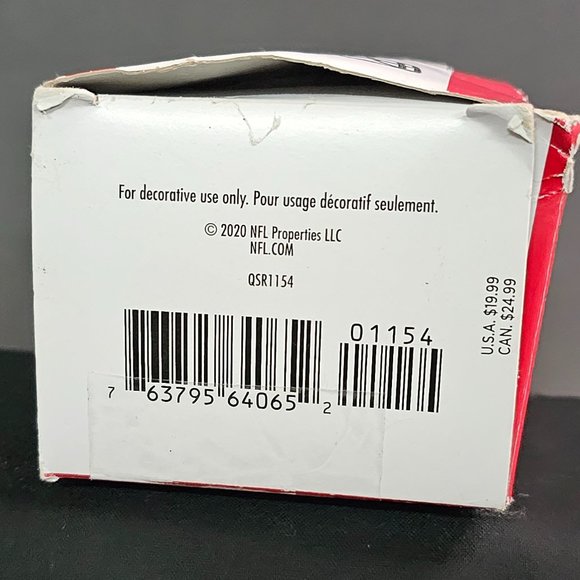 For decorative use only. Pour usage décoratif seulement.
© 2020 NFL Properties LLC
NFL.COM
QSR1154
01154
7 63795 64065 2
U.S.A. $19.99
CAN. $24.99